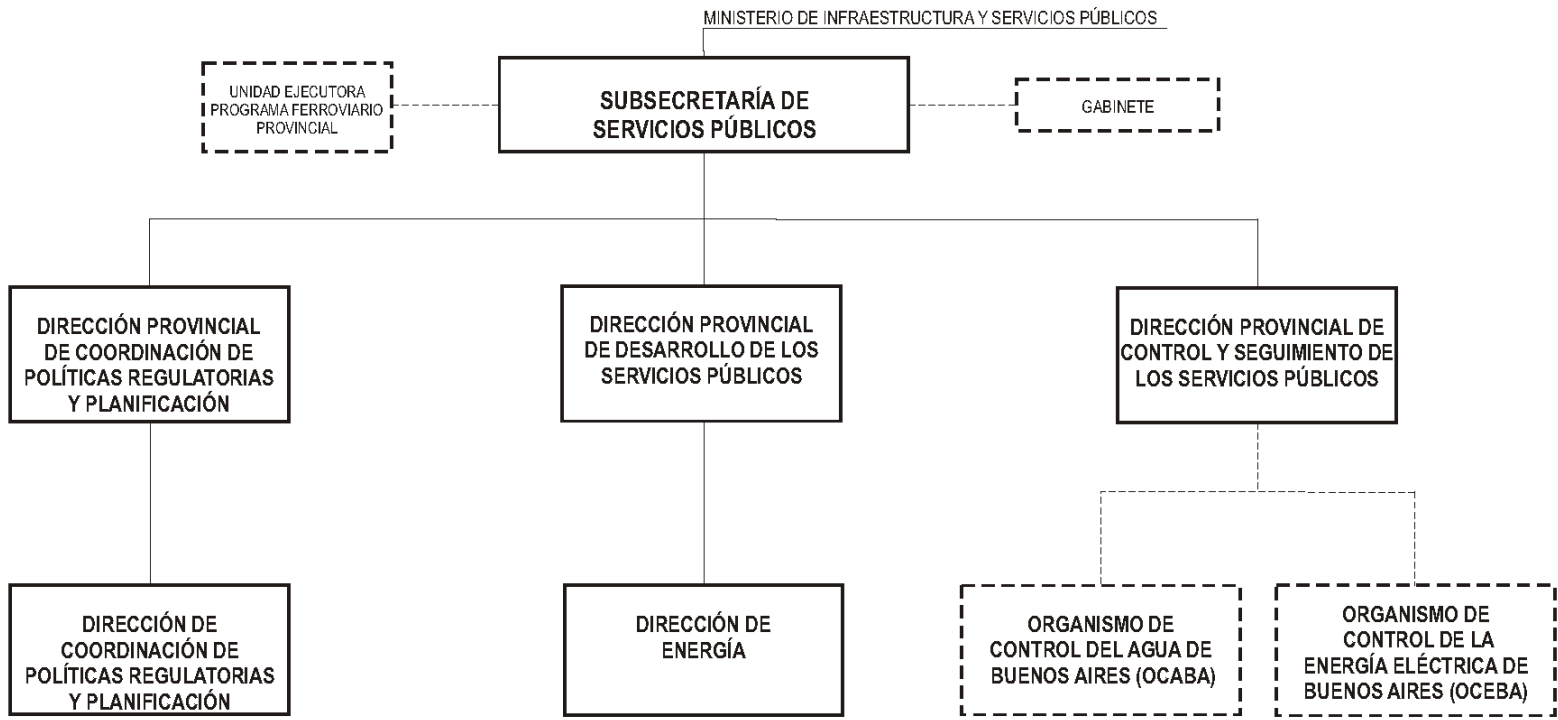 MINISTERIO DE INFRAESTRUCTURA Y SERVICIOS PÚBLICOS
UNIDAD EJECUTORA
PROGRAMA FERROVIARIO
PROVINCIAL
SUBSECRETARÍA DE
SERVICIOS PÚBLICOS
GABINETE
DIRECCIÓN PROVINCIAL
DE COORDINACIÓN DE
POLÍTICAS REGULATORIAS
Y PLANIFICACIÓN
DIRECCIÓN PROVINCIAL
DE DESARROLLO DE LOS
SERVICIOS PÚBLICOS
DIRECCIÓN PROVINCIAL DE
CONTROL Y SEGUIMIENTO DE
LOS SERVICIOS PÚBLICOS
DIRECCIÓN DE
COORDINACIÓN DE
POLÍTICAS REGULATORIAS
Y PLANIFICACIÓN
DIRECCIÓN DE
ENERGÍA
ORGANISMO DE
CONTROL DEL AGUA DE
BUENOS AIRES (OCABA)
ORGANISMO DE
CONTROL DE LA
ENERGÍA ELÉCTRICA DE
BUENOS AIRES (OCEBA)